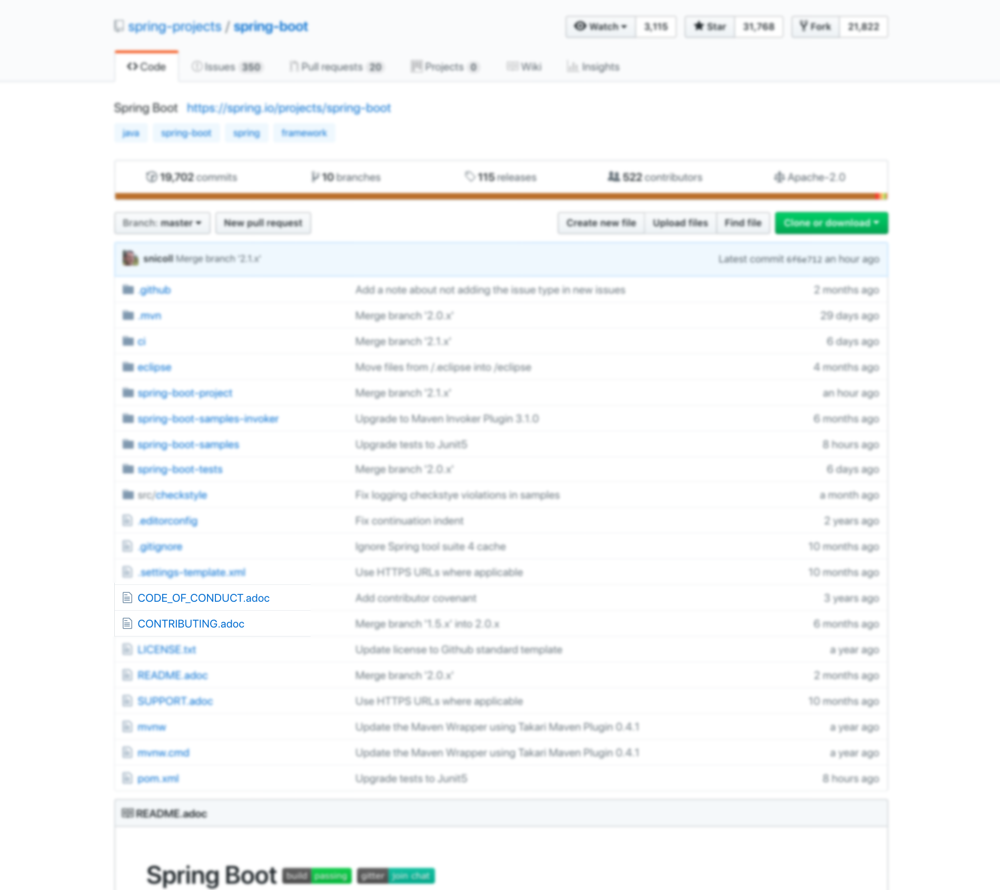 spring-projects / spring-boot
Watch 3,115 Star 31,768 Fork 21,822
Code Issues 350 Pull requests 20 Projects 0 Wiki Insights
Spring Boot https://spring.io/projects/spring-boot
java spring-boot spring framework
19,702 commits 10 branches 115 releases 522 contributors Apache-2.0
Branch: master New pull request Create new file Upload files Find file Clone or download
snicoll Merge branch '2.1.x' Latest commit 6f6e712 an hour ago
.github Add a note about not adding the issue type in new issues 2 months ago
.mvn Merge branch '2.0.x' 29 days ago
ci Merge branch '2.1.x' 6 days ago
eclipse Move files from /.eclipse into /eclipse 4 months ago
spring-boot-project Merge branch '2.1.x' an hour ago
spring-boot-samples-invoker Upgrade to Maven Invoker Plugin 3.1.0 6 months ago
spring-boot-samples Upgrade tests to Junit5 8 hours ago
spring-boot-tests Merge branch '2.0.x' 6 days ago
src/checkstyle Fix logging checkstye violations in samples a month ago
.editorconfig Fix continuation indent 2 years ago
.gitignore Ignore Spring tool suite 4 cache 10 months ago
.settings-template.xml Use HTTPS URLs where applicable 10 months ago
CODE_OF_CONDUCT.adoc Add contributor covenant 3 years ago
CONTRIBUTING.adoc Merge branch '1.5.x' into 2.0.x 6 months ago
LICENSE.txt Update license to Github standard template a year ago
README.adoc Merge branch '2.0.x' 2 months ago
SUPPORT.adoc Use HTTPS URLs where applicable 10 months ago
mvnw Update the Maven Wrapper using Takari Maven Plugin 0.4.1 a year ago
mvnw.cmd Update the Maven Wrapper using Takari Maven Plugin 0.4.1 a year ago
pom.xml Upgrade tests to Junit5 8 hours ago
README.adoc
Spring Boot build passing gitter join chat